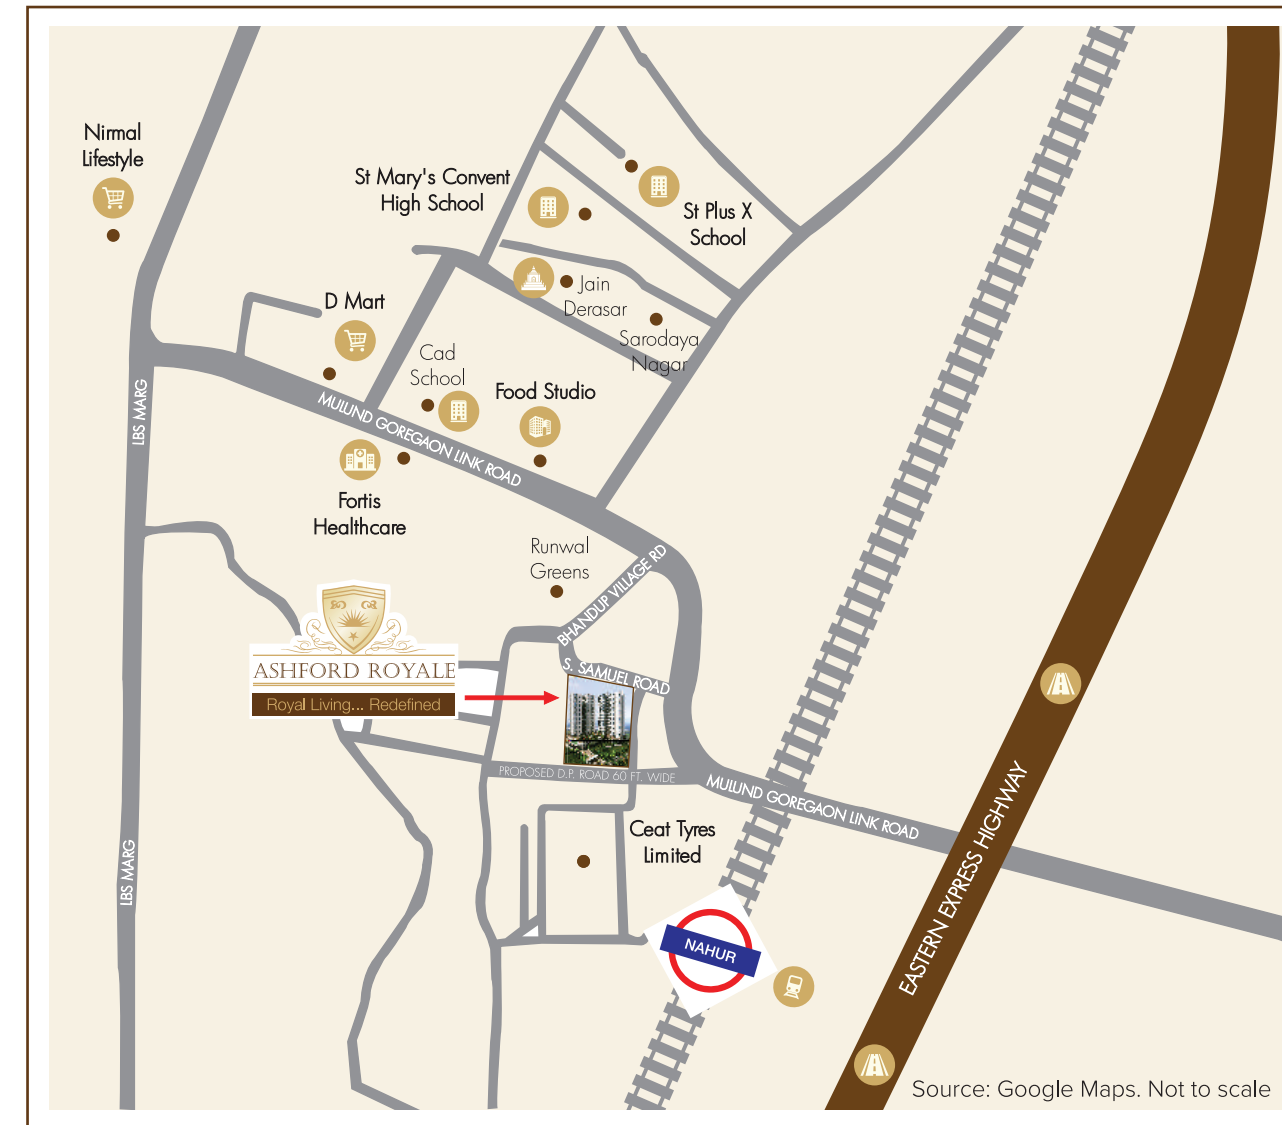 Nirmal
Lifestyle
St Mary's Convent
High School
St Plus X
School
Jain
Derasar
D Mart
Sarodaya
Nagar
Cad
School
Food Studio
LBS MARG
MULUND GOREGAON LINK ROAD
Fortis
Healthcare
Runwal
Greens
BHANDUP VILLAGE RD
ASHFORD ROYALE
Royal Living... Redefined
S. SAMUEL ROAD
PROPOSED D.P. ROAD 60 FT. WIDE
MULUND GOREGAON LINK ROAD
Ceat Tyres
Limited
LBS MARG
EASTERN EXPRESS HIGHWAY
NAHUR
Source: Google Maps. Not to scale